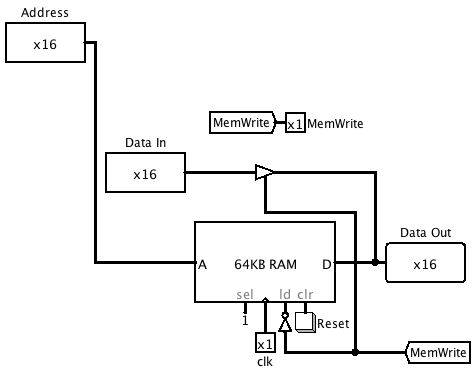 Address
x16
MemWrite x1 MemWrite
Data In
x16
Data Out
x16
A 64KB RAM D
sel ld clr
1
Reset
x1
clk
MemWrite